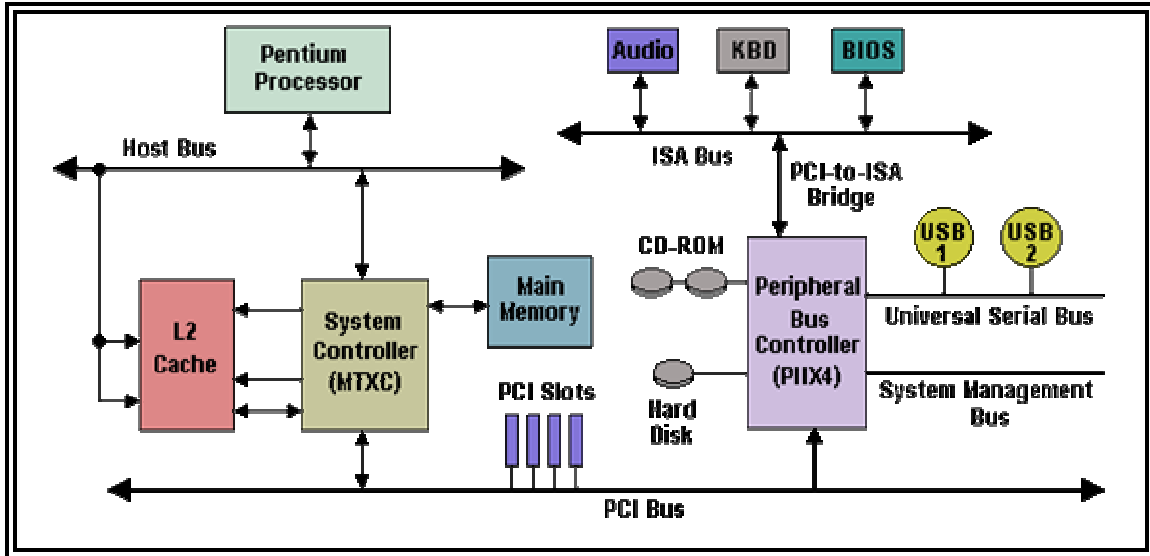 Pentium
Processor
Audio
KBD
BIOS
Host Bus
ISA Bus
PCI-to-ISA
Bridge
CD-ROM
USB
1
USB
2
L2
Cache
System
Controller
(MTXC)
Main
Memory
Peripheral
Bus
Controller
(PIIX4)
Universal Serial Bus
PCI Slots
Hard
Disk
System Management
Bus
PCI Bus